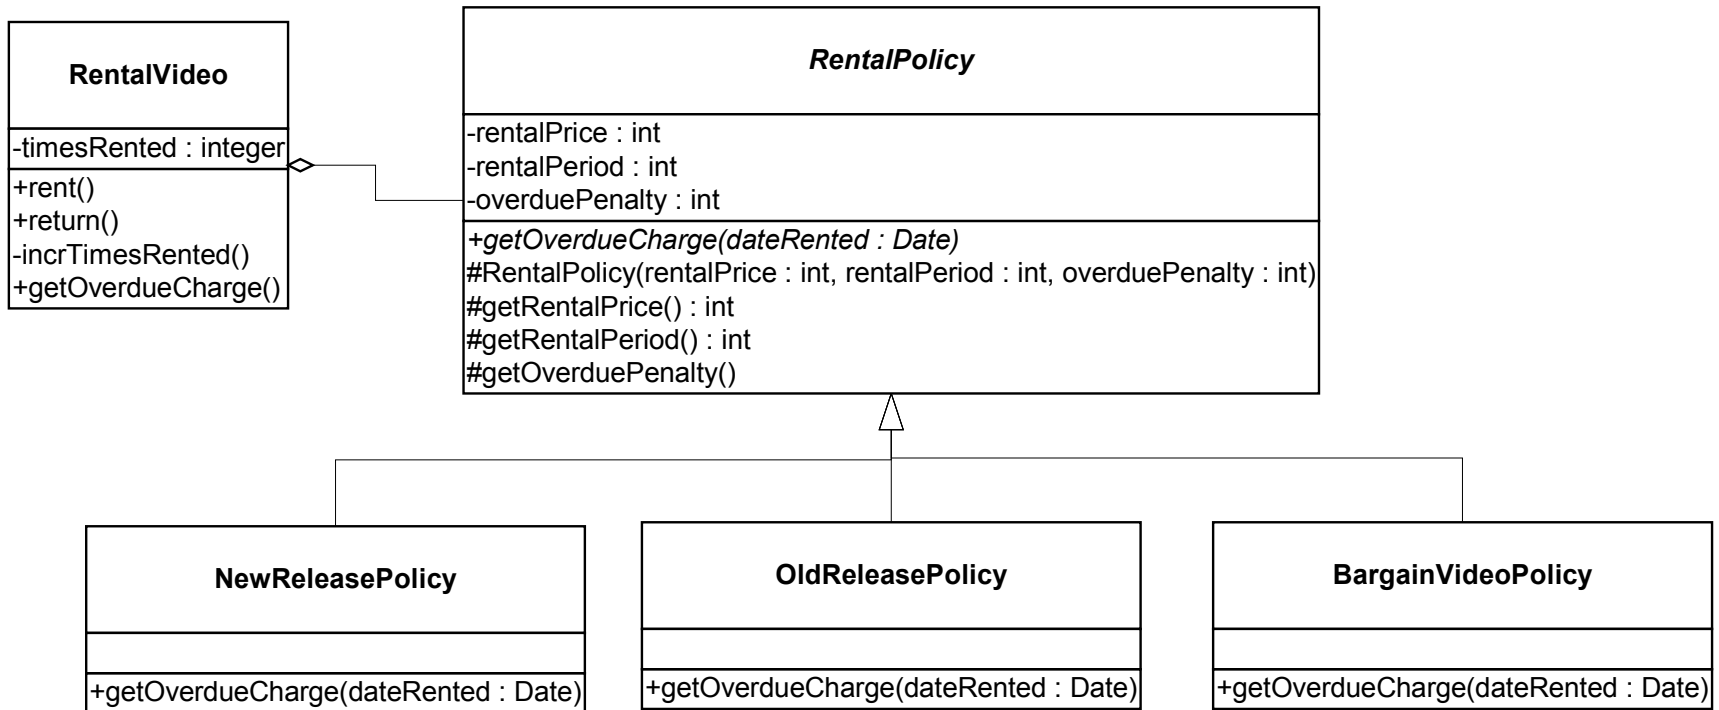 RentalVideo
-timesRented : integer
+rent()
+return()
-incrTimesRented()
+getOverdueCharge()
RentalPolicy
-rentalPrice : int
-rentalPeriod : int
-overduePenalty : int
+getOverdueCharge(dateRented : Date)
#RentalPolicy(rentalPrice : int, rentalPeriod : int, overduePenalty : int)
#getRentalPrice() : int
#getRentalPeriod() : int
#getOverduePenalty()
NewReleasePolicy
+getOverdueCharge(dateRented : Date)
OldReleasePolicy
+getOverdueCharge(dateRented : Date)
BargainVideoPolicy
+getOverdueCharge(dateRented : Date)